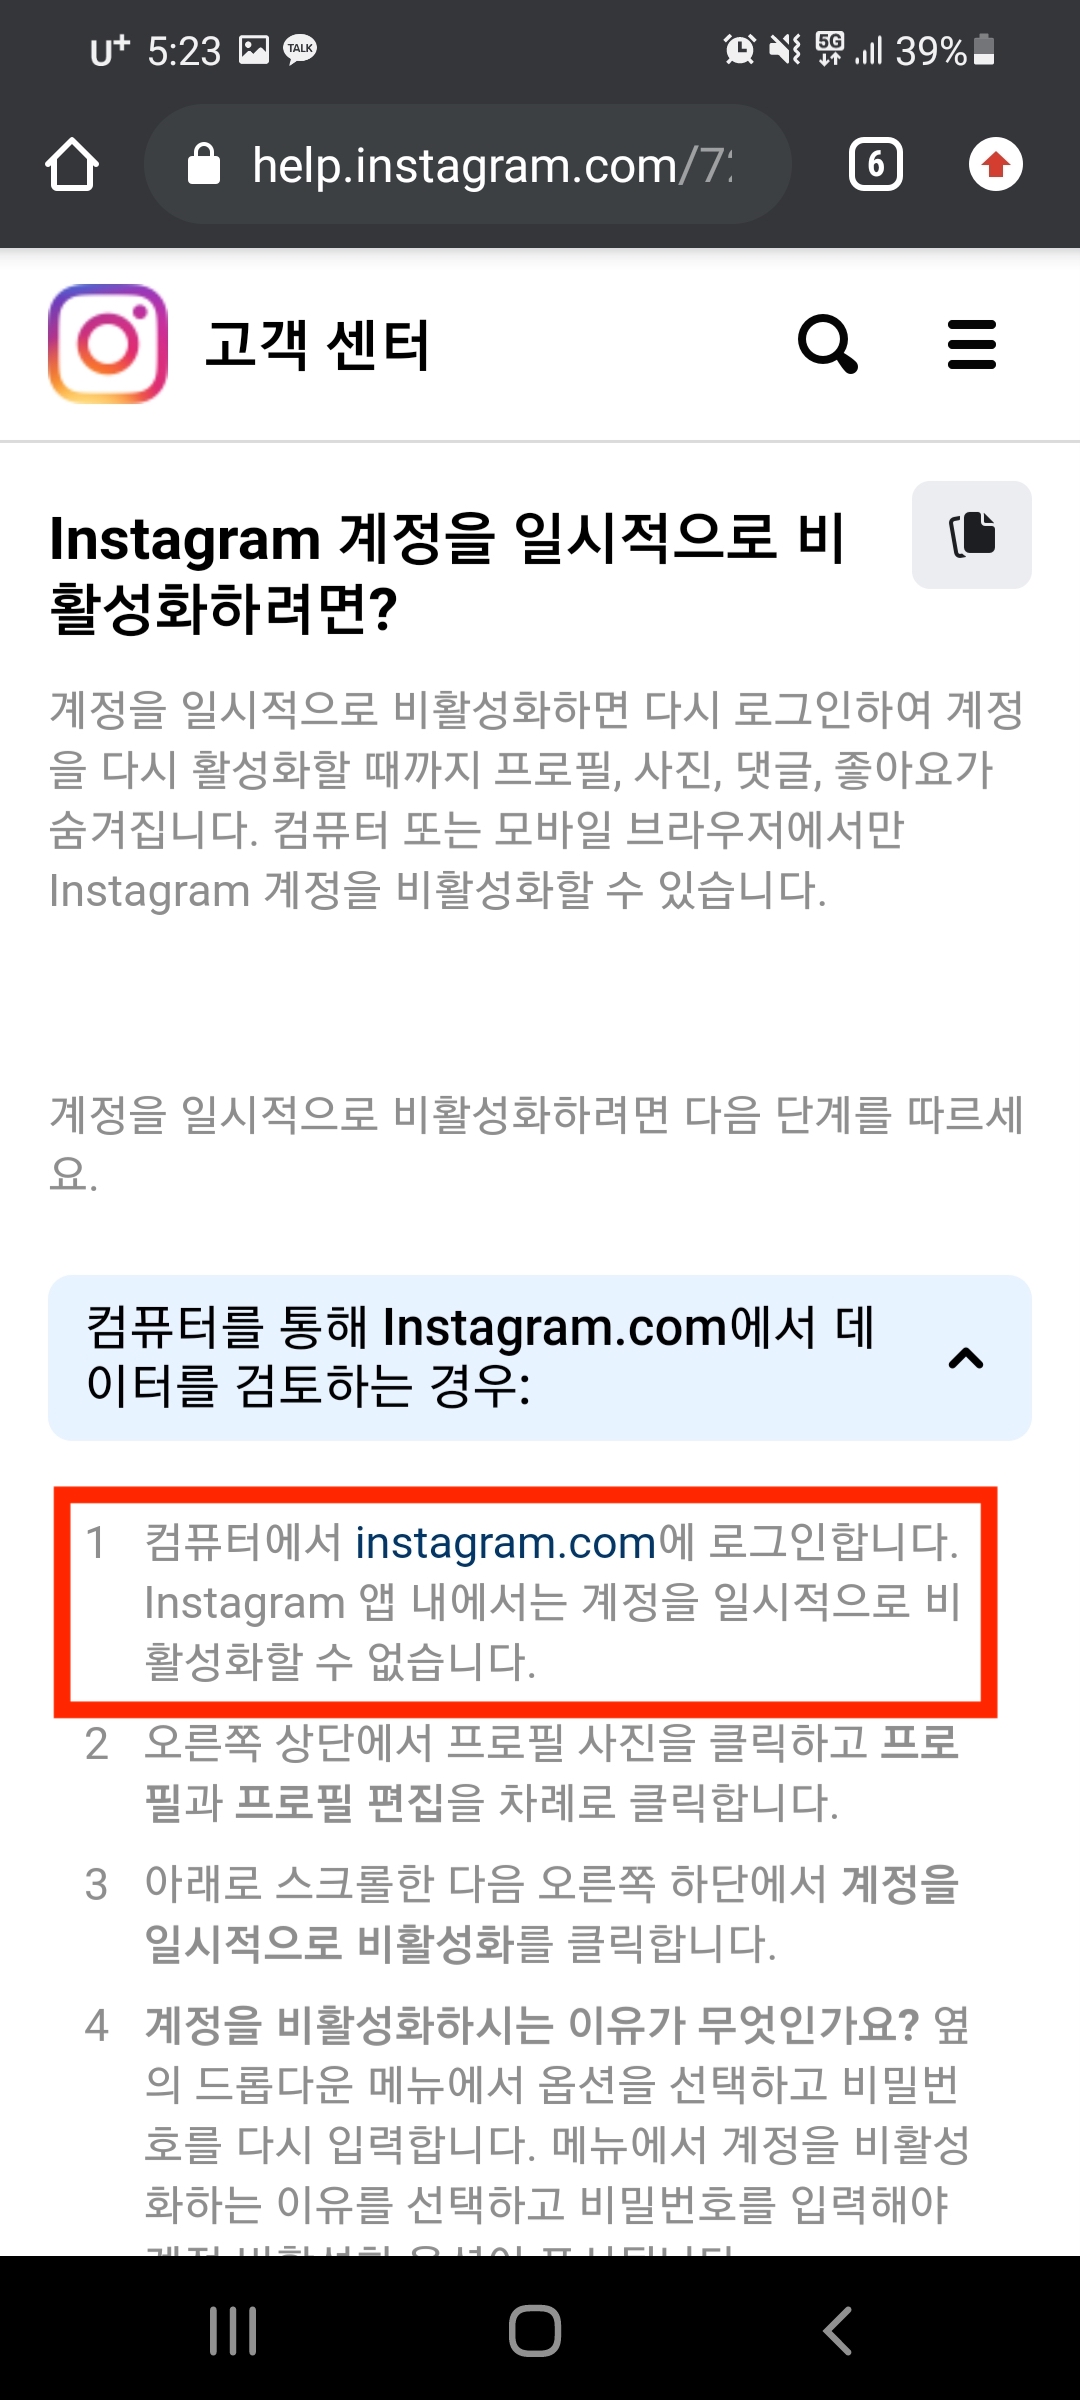 U+ 5:23 TALK 5G 39%
help.instagram.com/72 6
고객 센터
Instagram 계정을 일시적으로 비
활성화하려면?
계정을 일시적으로 비활성화하면 다시 로그인하여 계정
을 다시 활성화할 때까지 프로필, 사진, 댓글, 좋아요가
숨겨집니다. 컴퓨터 또는 모바일 브라우저에서만
Instagram 계정을 비활성화할 수 있습니다.
계정을 일시적으로 비활성화하려면 다음 단계를 따르세
요.
컴퓨터를 통해 Instagram.com에서 데
이터를 검토하는 경우:
1 컴퓨터에서 instagram.com에 로그인합니다.
Instagram 앱 내에서는 계정을 일시적으로 비
활성화할 수 없습니다.
2 오른쪽 상단에서 프로필 사진을 클릭하고 프로
필과 프로필 편집을 차례로 클릭합니다.
3 아래로 스크롤한 다음 오른쪽 하단에서 계정을
일시적으로 비활성화를 클릭합니다.
4 계정을 비활성화하시는 이유가 무엇인가요? 옆
의 드롭다운 메뉴에서 옵션을 선택하고 비밀번
호를 다시 입력합니다. 메뉴에서 계정을 비활성
화하는 이유를 선택하고 비밀번호를 입력해야